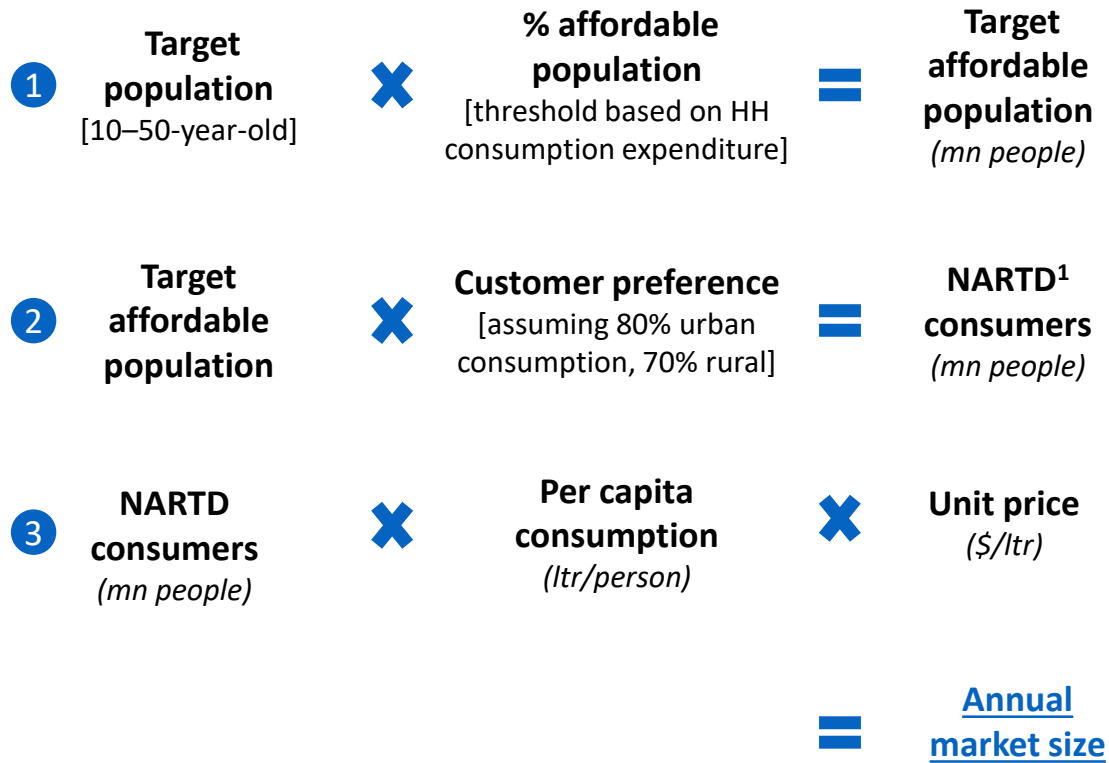 1
Target
population
[10–50-year-old]
% affordable
population
[threshold based on HH
consumption expenditure]
Target
affordable
population
(mn people)
2
Target
affordable
population
Customer preference
[assuming 80% urban
consumption, 70% rural]
NARTD¹
consumers
(mn people)
3
NARTD
consumers
(mn people)
Per capita
consumption
(ltr/person)
Unit price
($/ltr)
Annual
market size